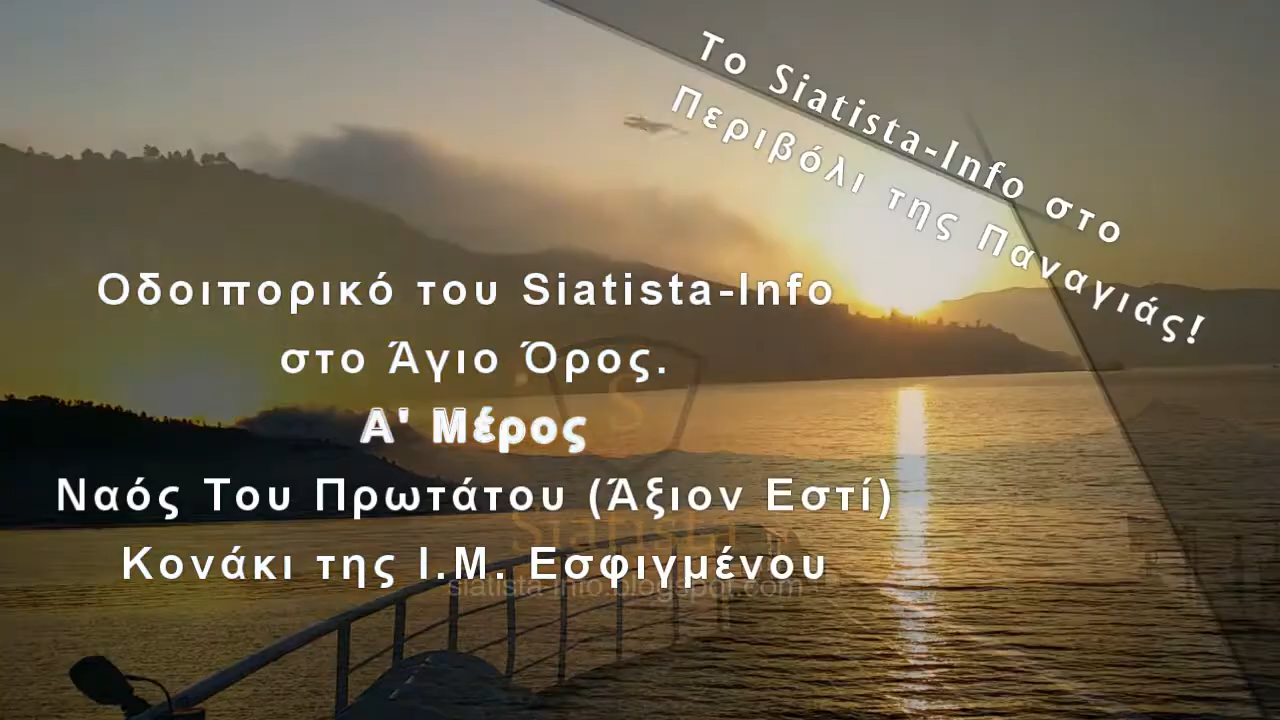 Το Siatista-Info στο
Περιβόλι της Παναγιάς!
Οδοιπορικό του Siatista-Info
στο Άγιο Όρος.
Α' Μέρος
Ναός Του Πρωτάτου (Άξιον Εστί)
Κονάκι της Ι.Μ. Εσφιγμένου
S
Siatista
siatista-info.blogspot.com